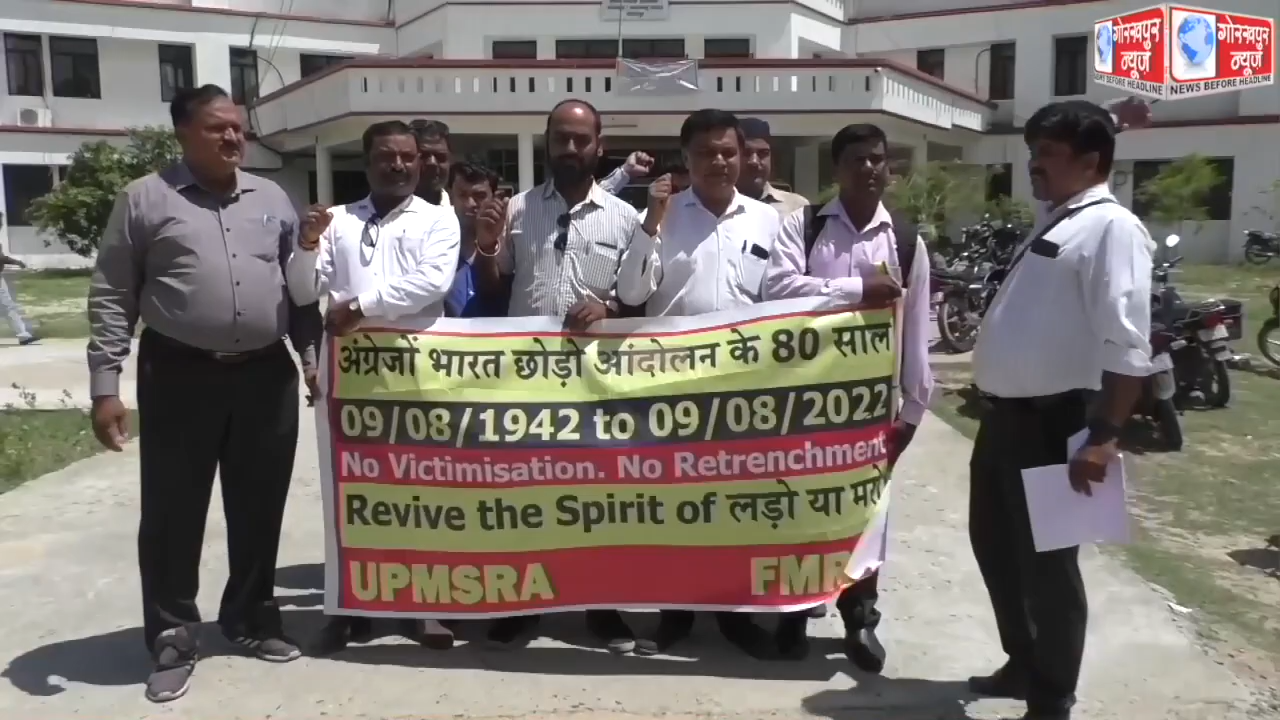 गोरखपुर न्यूज़
NEWS BEFORE HEADLINE
गोरखपुर न्यूज़
NEWS BEFORE HEADLINE
अंग्रेजों भारत छोड़ो आंदोलन के 80 साल
09/08/1942 to 09/08/2022
No Victimisation. No Retrenchment
Revive the Spirit of लड़ो या
UPMSRA FMR